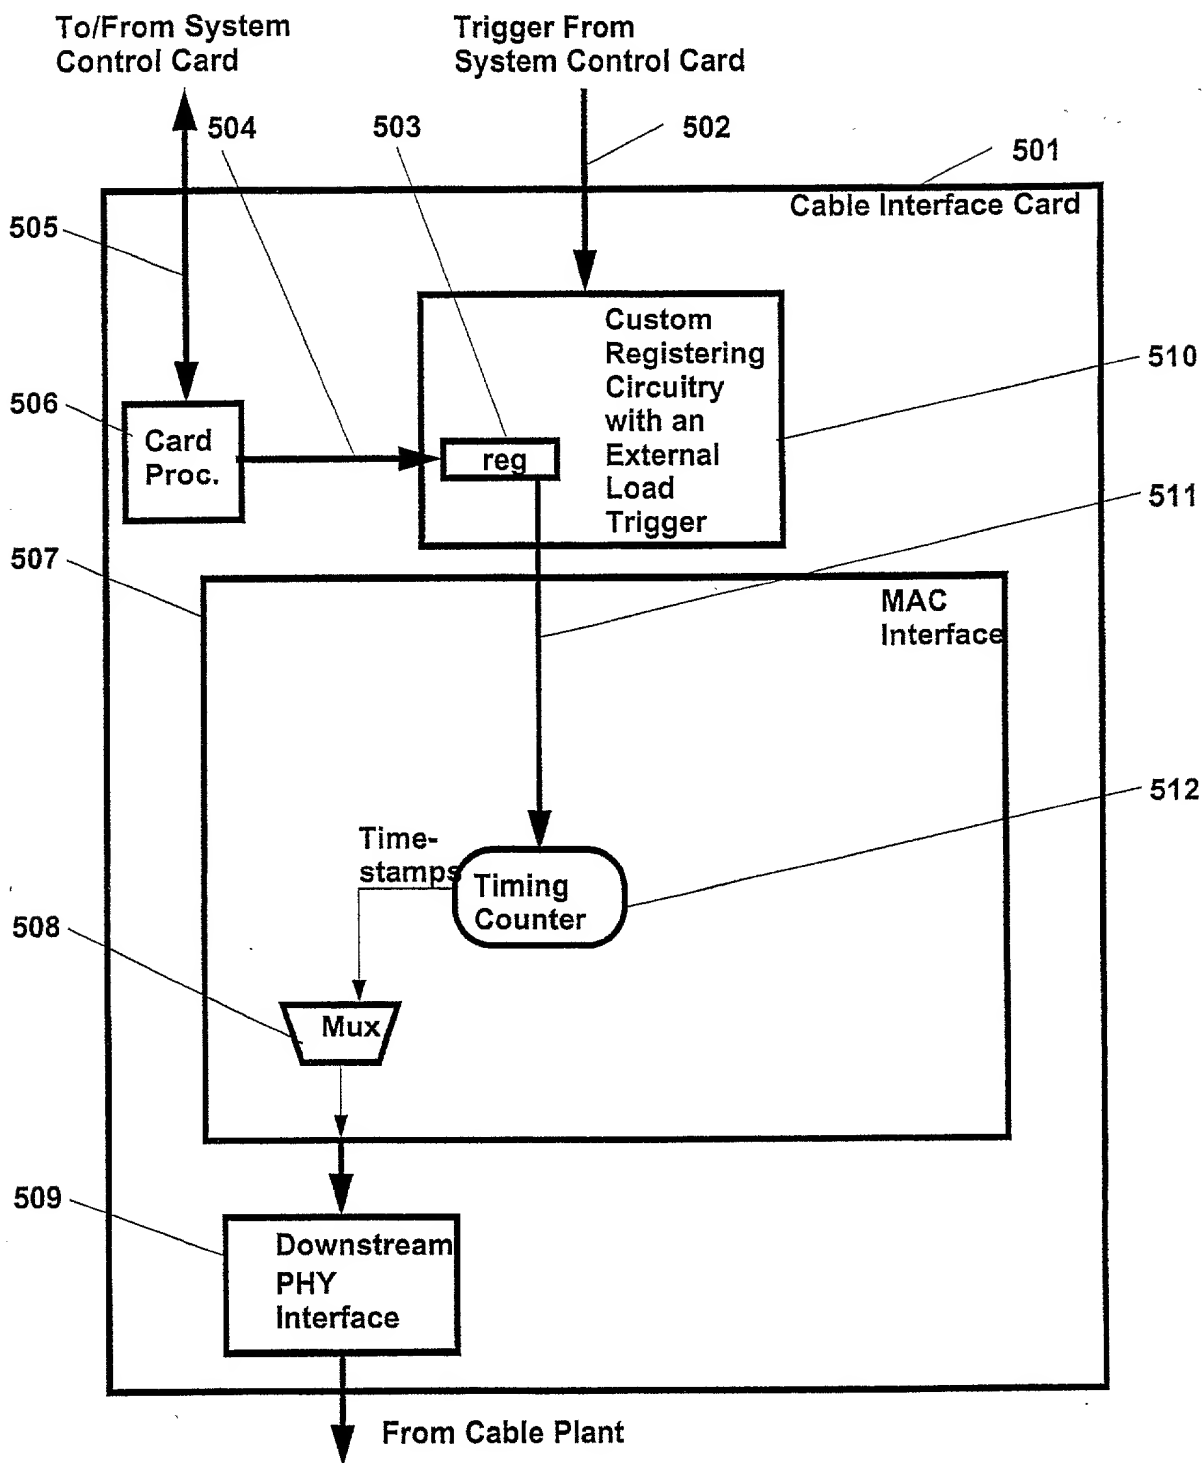 To/From System
Control Card
Trigger From
System Control Card
504
503
502
501
Cable Interface Card
505
Custom
Registering
Circuitry
with an
External
Load
Trigger
510
506
Card
Proc.
reg
511
507
MAC
Interface
512
Time-
stamps
Timing
Counter
508
Mux
509
Downstream
PHY
Interface
From Cable Plant